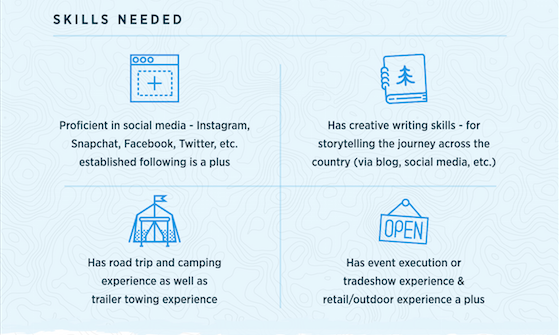 SKILLS NEEDED
Proficient in social media - Instagram,
Snapchat, Facebook, Twitter, etc.
established following is a plus
Has creative writing skills - for
storytelling the journey across the
country (via blog, social media, etc.)
Has road trip and camping
experience as well as
trailer towing experience
OPEN
Has event execution or
tradeshow experience &
retail/outdoor experience a plus